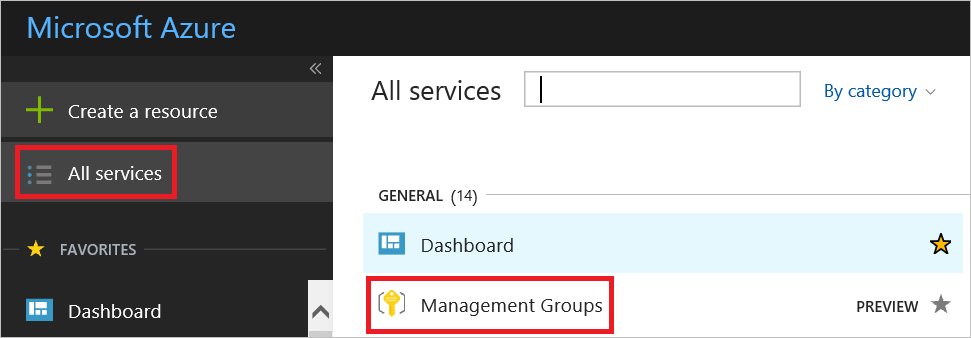 Microsoft Azure
Create a resource
All services
FAVORITES
Dashboard
All services
By category
GENERAL (14)
Dashboard
Management Groups PREVIEW